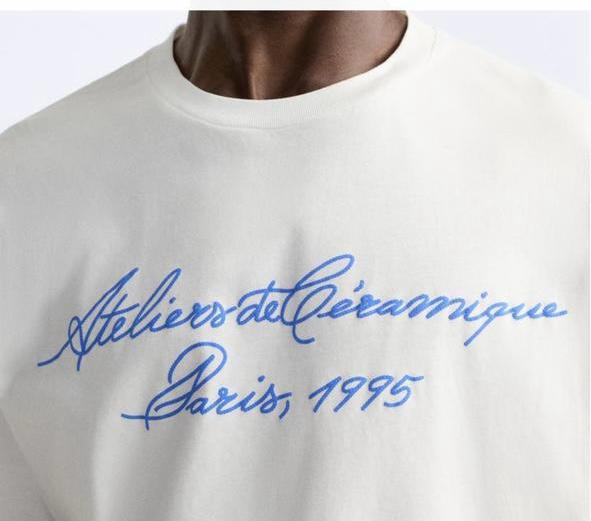 Ateliers de Céramique
Paris, 1995